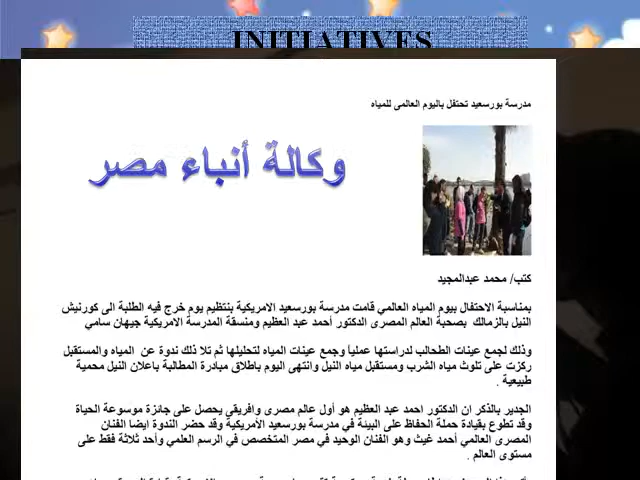 INITIATIVES
مدرسة بورسعيد تحتفل باليوم العالمى للمياه
وكالة أنباء مصر
كتب/ محمد عبدالمجيد
بمناسبة الاحتفال بيوم المياه العالمي قامت مدرسة بورسعيد الامريكية بتنظيم يوم خرج فيه الطلبة الى كورنيش
النيل بالزمالك بصحبة العالم المصرى الدكتور أحمد عبد العظيم ومنسقة المدرسة الامريكية جيهان سامي
وذلك لجمع عينات الطحالب لدراستها عملياً وجمع عينات المياه لتحليلها ثم تلا ذلك ندوة عن المياه والمستقبل
ركزت على تلوث مياه الشرب ومستقبل مياه النيل وانتهى اليوم باطلاق مبادرة المطالبة باعلان النيل محمية
طبيعية .
الجدير بالذكر ان الدكتور احمد عبد العظيم هو أول عالم مصرى وافريقي يحصل على جائزة موسوعة الحياة
وقد تطوع بقيادة حملة الحفاظ على البيئة في مدرسة بورسعيد الأمريكية وقد حضر الندوة ايضا الفنان
المصرى العالمي أحمد غيث وهو الفنان الوحيد في مصر المتخصص في الرسم العلمي وأحد ثلاثة فقط على
مستوى العالم .